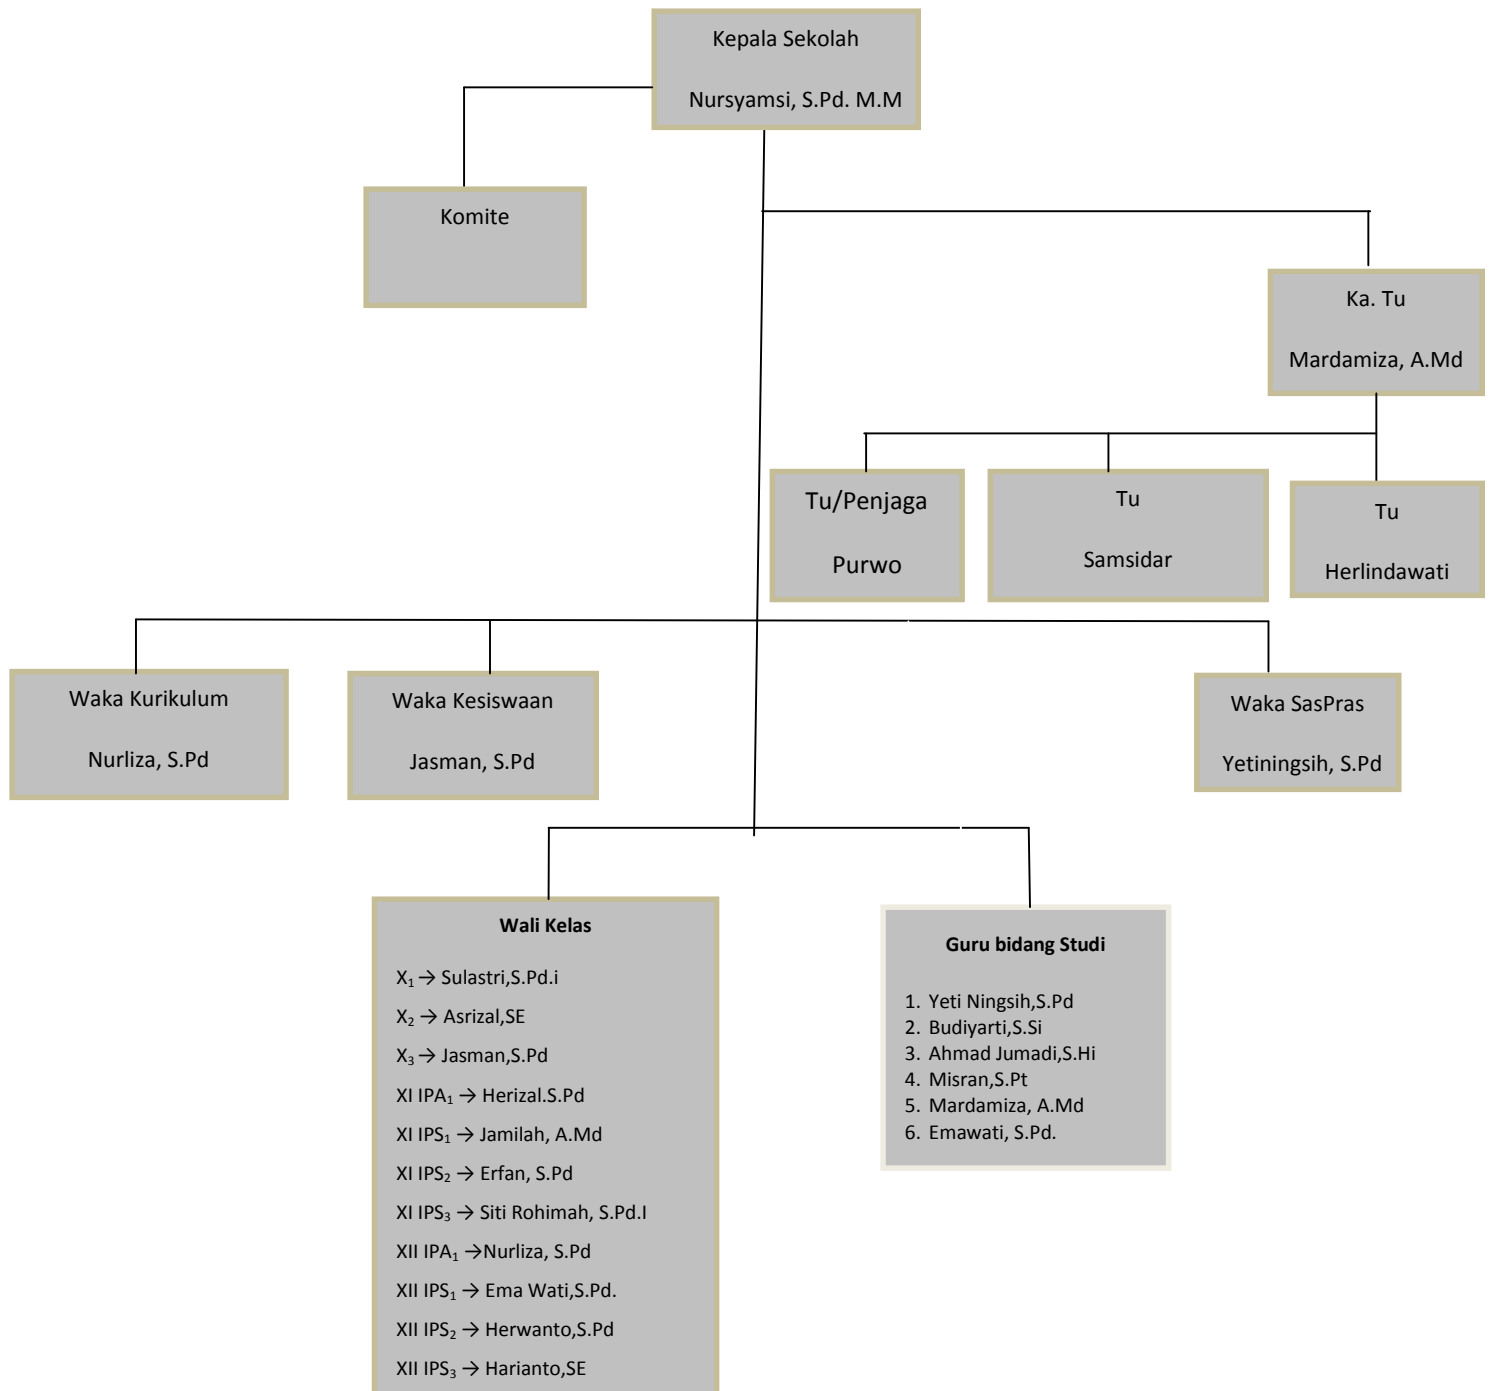 Kepala Sekolah
Nursyamsi, S.Pd. M.M
Komite
Ka. Tu
Mardamiza, A.Md
Tu/Penjaga
Purwo
Tu
Samsidar
Tu
Herlindawati
Waka Kurikulum
Nurliza, S.Pd
Waka Kesiswaan
Jasman, S.Pd
Waka SasPras
Yetiningsih, S.Pd
Wali Kelas
X₁ → Sulastri,S.Pd.i
X₂ → Asrizal,SE
X₃ → Jasman,S.Pd
XI IPA₁ → Herizal.S.Pd
XI IPS₁ → Jamilah, A.Md
XI IPS₂ → Erfan, S.Pd
XI IPS₃ → Siti Rohimah, S.Pd.I
XII IPA₁ →Nurliza, S.Pd
XII IPS₁ → Ema Wati,S.Pd.
XII IPS₂ → Herwanto,S.Pd
XII IPS₃ → Harianto,SE
Guru bidang Studi
1. Yeti Ningsih,S.Pd
2. Budiyarti,S.Si
3. Ahmad Jumadi,S.Hi
4. Misran,S.Pt
5. Mardamiza, A.Md
6. Emawati, S.Pd.